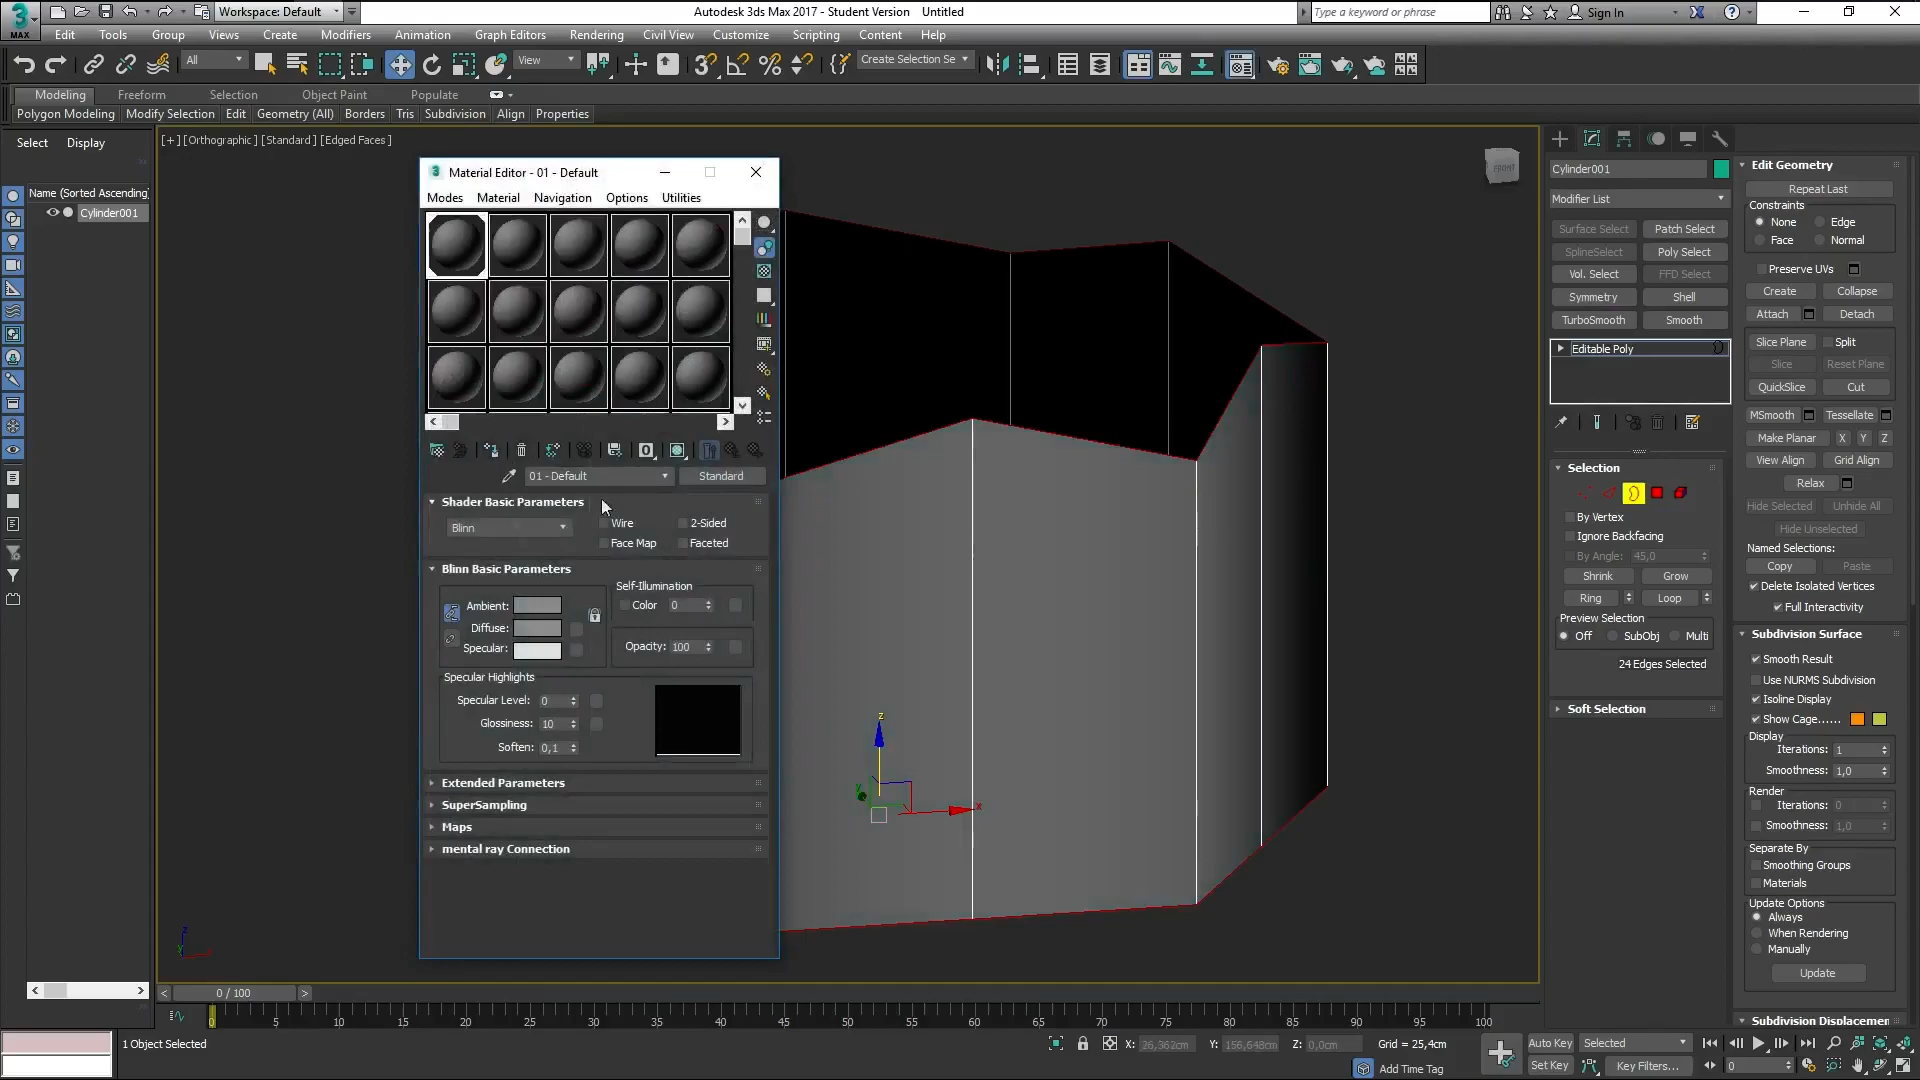 Workspace: Default
Autodesk 3ds Max 2017 - Student Version Untitled
Type a keyword or phrase
Sign In
MAX
Edit Tools Group Views Create Modifiers Animation Graph Editors Rendering Civil View Customize Scripting Content Help
All
View
Create Selection Se
Modeling Freeform Selection Object Paint Populate
Polygon Modeling Modify Selection Edit Geometry (All) Borders Tris Subdivision Align Properties
Select Display
[+] [Orthographic] [Standard] [Edged Faces]
Name (Sorted Ascending)
Cylinder001
Material Editor - 01 - Default
Modes Material Navigation Options Utilities
01 - Default
Standard
Shader Basic Parameters
Blinn
Wire
2-Sided
Face Map
Faceted
Blinn Basic Parameters
Self-Illumination
Ambient:
Color 0
Diffuse:
Specular:
Opacity: 100
Specular Highlights
Specular Level: 0
Glossiness: 10
Soften: 0,1
Extended Parameters
SuperSampling
Maps
mental ray Connection
FRONT
z
y
x
z
y
Cylinder001
Modifier List
Surface Select
Patch Select
SplineSelect
Poly Select
Vol. Select
FFD Select
Symmetry
Shell
TurboSmooth
Smooth
Editable Poly
Selection
By Vertex
Ignore Backfacing
By Angle: 45,0
Shrink
Grow
Ring
Loop
Preview Selection
Off SubObj Multi
24 Edges Selected
Soft Selection
Edit Geometry
Repeat Last
Constraints
None Edge
Face Normal
Preserve UVs
Create Collapse
Attach Detach
Slice Plane Split
Slice Reset Plane
QuickSlice Cut
MSmooth Tessellate
Make Planar X Y Z
View Align Grid Align
Relax
Hide Selected Unhide All
Hide Unselected
Named Selections:
Copy Paste
Delete Isolated Vertices
Full Interactivity
Subdivision Surface
Smooth Result
Use NURMS Subdivision
Isoline Display
Show Cage......
Display
Iterations: 1
Smoothness: 1,0
Render
Iterations: 0
Smoothness: 1,0
Separate By
Smoothing Groups
Materials
Update Options
Always
When Rendering
Manually
Update
Subdivision Displacemen
0 / 100
0 5 10 15 20 25 30 35 40 45 50 55 60 65 70 75 80 85 90 95 100
1 Object Selected
X: 26,362cm Y: 156,648cm Z: 0,0cm Grid = 25,4cm
Add Time Tag
Auto Key
Selected
Set Key
Key Filters...
0